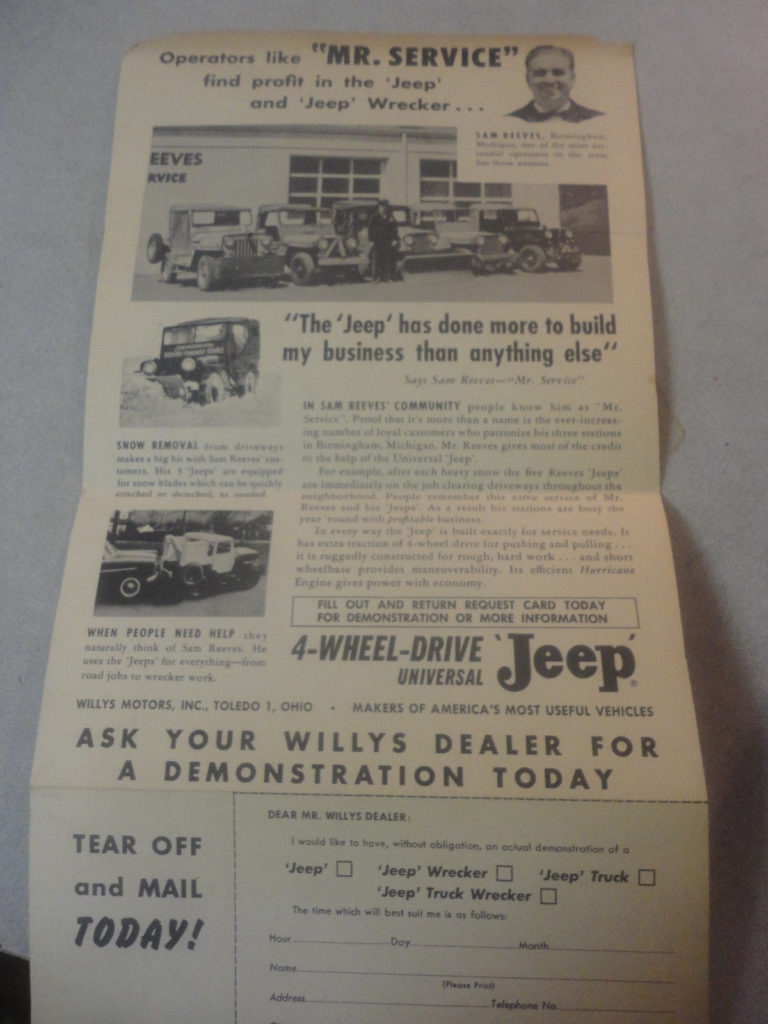 Operators like "MR. SERVICE"
find profit in the 'Jeep'
and 'Jeep' Wrecker...
SAM REEVES, Birmingham,
Michigan, one of the most suc-
cessful operators in the state,
has three stations.
EEVES
RVICE
"The 'Jeep' has done more to build
my business than anything else"
Says Sam Reeves—"Mr. Service"
IN SAM REEVES' COMMUNITY people know him as "Mr.
Service". Proof that it's more than a name is the ever-increas-
ing number of loyal customers who patronize his three stations
in Birmingham, Michigan. Mr. Reeves gives most of the credit
to the help of the Universal 'Jeep'.
For example, after each heavy snow the five Reeves 'Jeeps'
are immediately on the job clearing driveways throughout the
neighborhood. People remember this extra service of Mr.
Reeves and his 'Jeeps'. As a result his stations are busy the
year 'round with profitable business.
In every way the 'Jeep' is built exactly for service needs. It
has extra traction of 4-wheel drive for pushing and pulling...
it is ruggedly constructed for rough, hard work... and short
wheelbase provides maneuverability. Its efficient Hurricane
Engine gives power with economy.
SNOW REMOVAL from driveways
makes a big hit with Sam Reeves' cus-
tomers. His 5 'Jeeps' are equipped
for snow blades which can be quickly
attached or detached, as needed.
WHEN PEOPLE NEED HELP they
naturally think of Sam Reeves. He
uses the 'Jeeps' for everything—from
road jobs to wrecker work.
FILL OUT AND RETURN REQUEST CARD TODAY
FOR DEMONSTRATION OR MORE INFORMATION
4-WHEEL-DRIVE
UNIVERSAL
'Jeep'®
WILLYS MOTORS, INC., TOLEDO 1, OHIO • MAKERS OF AMERICA'S MOST USEFUL VEHICLES
ASK YOUR WILLYS DEALER FOR
A DEMONSTRATION TODAY
TEAR OFF
and MAIL
TODAY!
DEAR MR. WILLYS DEALER:
I would like to have, without obligation, an actual demonstration of a
'Jeep' 'Jeep' Wrecker 'Jeep' Truck
'Jeep' Truck Wrecker
The time which will best suit me is as follows:
Hour Day Month
Name
(Please Print)
Address Telephone No.